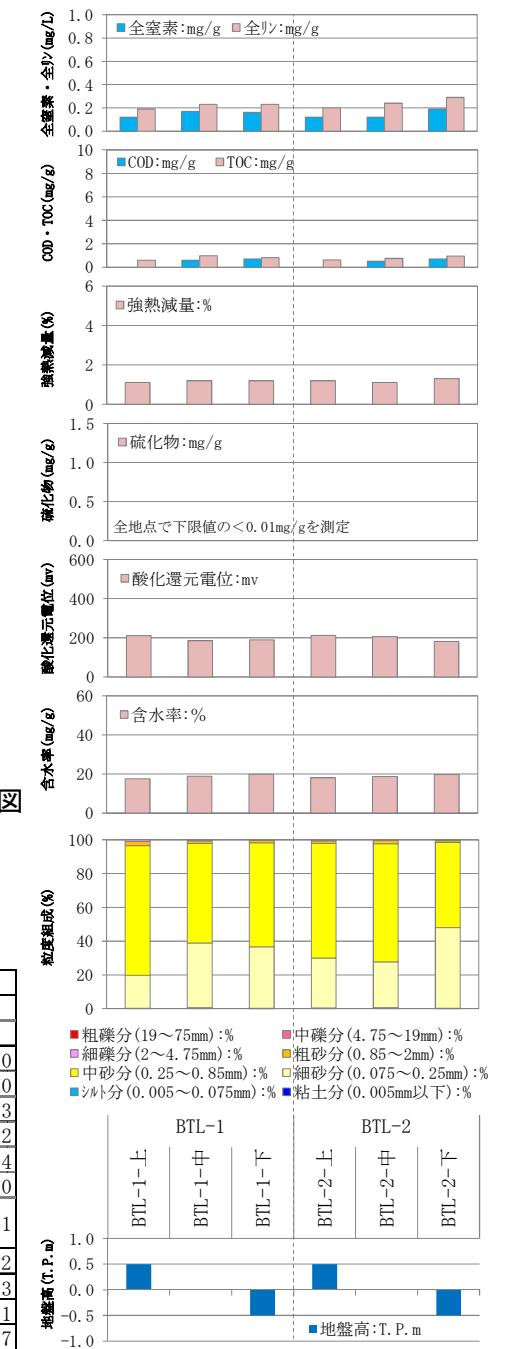 全窒素・全リン(mg/L)
1.0
0.8
0.6
0.4
0.2
0.0
全窒素:mg/g 全リン:mg/g
COD・TOC(mg/g)
10
8
6
4
2
0
COD:mg/g TOC:mg/g
強熱減量(%)
6
4
2
0
強熱減量:%
硫化物(mg/g)
1.5
1.0
0.5
0.0
硫化物:mg/g
全地点で下限値の<0.01mg/gを測定
酸化還元電位(mv)
600
400
200
0
酸化還元電位:mv
含水率(mg/g)
60
40
20
0
含水率:%
図
粒度組成(%)
100
80
60
40
20
0
粗礫分(19～75mm):% 中礫分(4.75～19mm):%
細礫分(2～4.75mm):% 粗砂分(0.85～2mm):%
中砂分(0.25～0.85mm):% 細砂分(0.075～0.25mm):%
シルト分(0.005～0.075mm):% 粘土分(0.005mm以下):%
BTL-1 BTL-2
BTL-1-上 BTL-1-中 BTL-1-下 BTL-2-上 BTL-2-中 BTL-2-下
地盤高(T.P.m)
1.0
0.5
0.0
-0.5
-1.0
地盤高:T.P.m
0
0
3
2
4
0
1
2
3
1
7